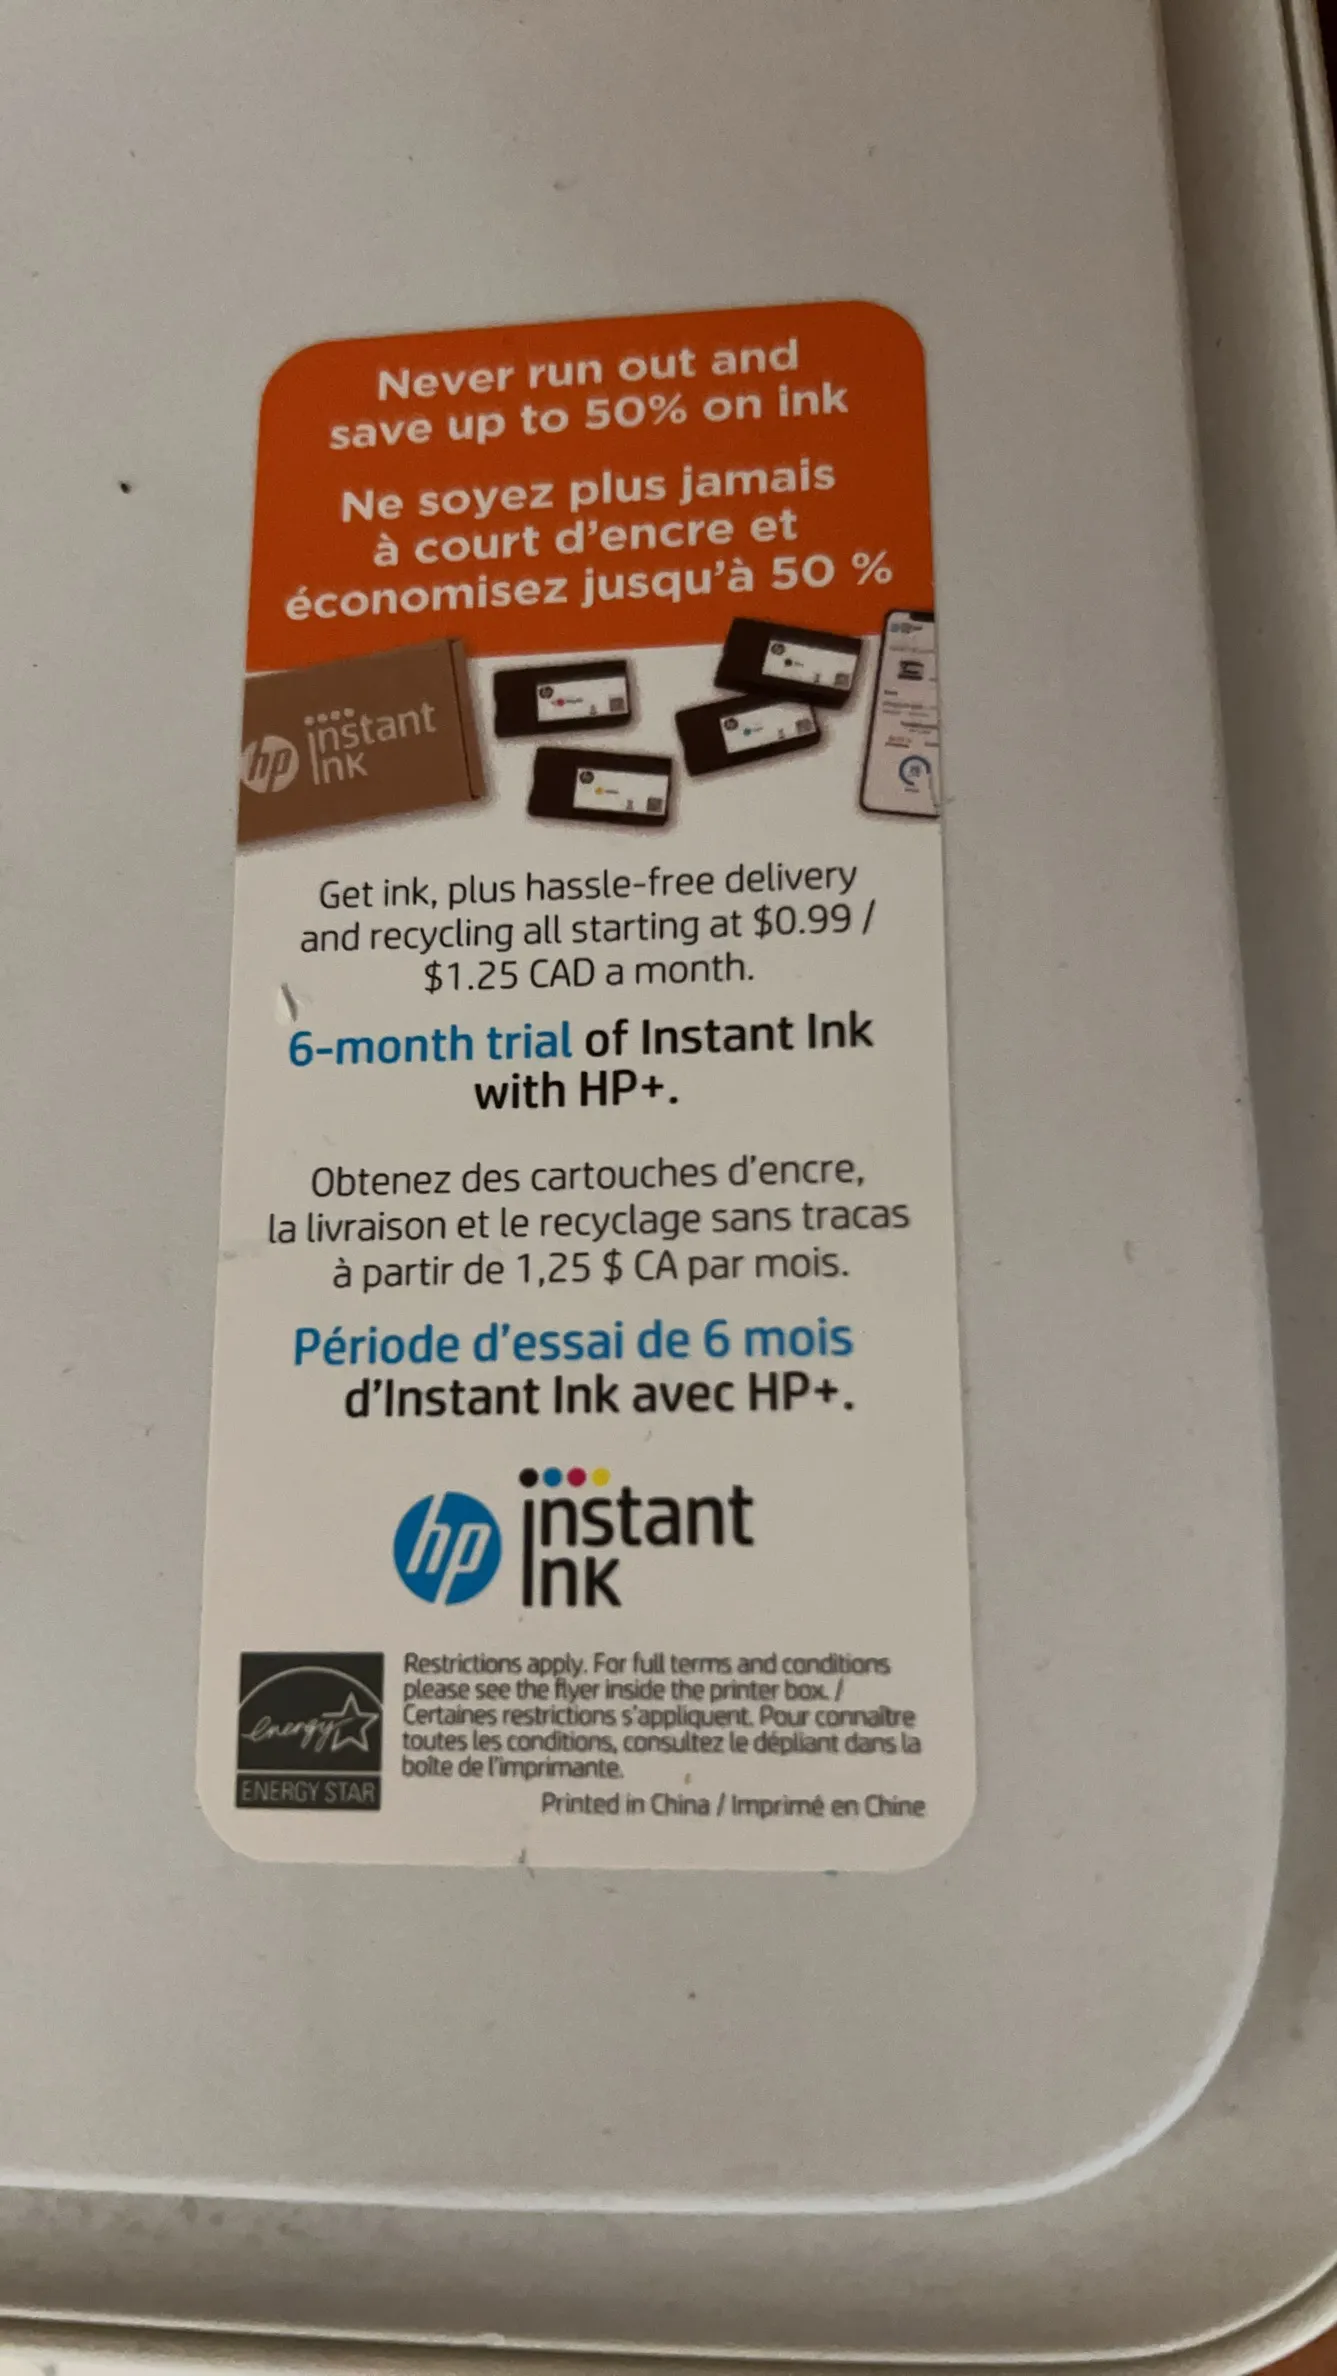 Never run out and
save up to 50% on ink
Ne soyez plus jamais
à court d'encre et
économisez jusqu'à 50 %
hp instant
ink
Get ink, plus hassle-free delivery
and recycling all starting at $0.99 /
$1.25 CAD a month.
6-month trial of Instant Ink
with HP+.
Obtenez des cartouches d'encre,
la livraison et le recyclage sans tracas
à partir de 1,25 $ CA par mois.
Période d'essai de 6 mois
d'Instant Ink avec HP+.
hp instant
ink
energy
ENERGY STAR
Restrictions apply. For full terms and conditions
please see the flyer inside the printer box. /
Certaines restrictions s'appliquent. Pour connaître
toutes les conditions, consultez le dépliant dans la
boîte de l'imprimante.
Printed in China / Imprimé en Chine